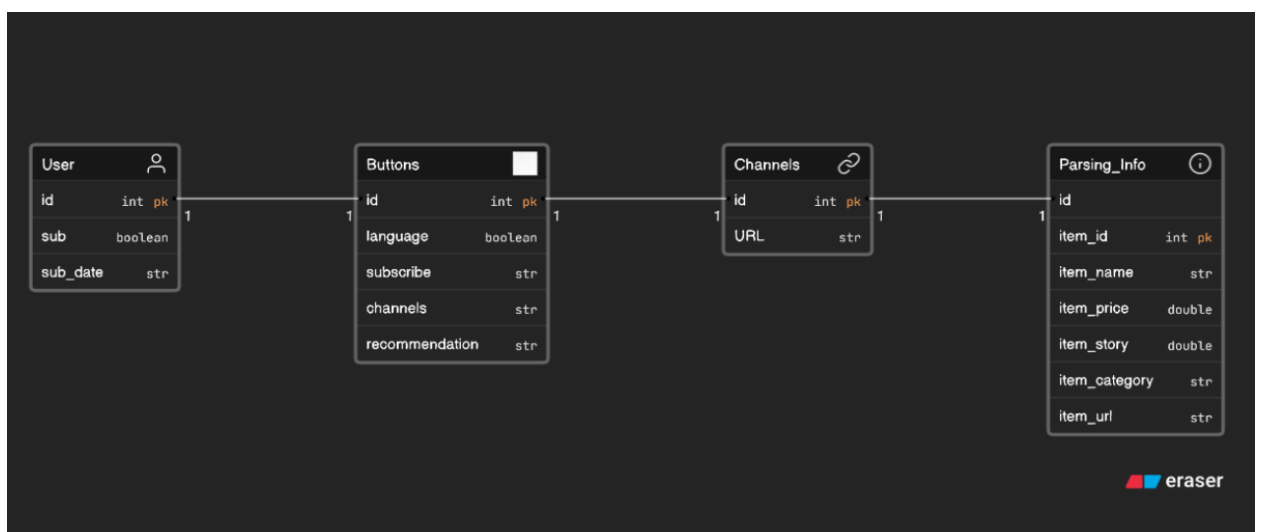 User
id int pk
sub boolean
sub_date str
1
1
Buttons
id int pk
language boolean
subscribe str
channels str
recommendation str
1
1
Channels
id int pk
URL str
1
1
Parsing_Info
id
item_id int pk
item_name str
item_price double
item_story double
item_category str
item_url str
eraser